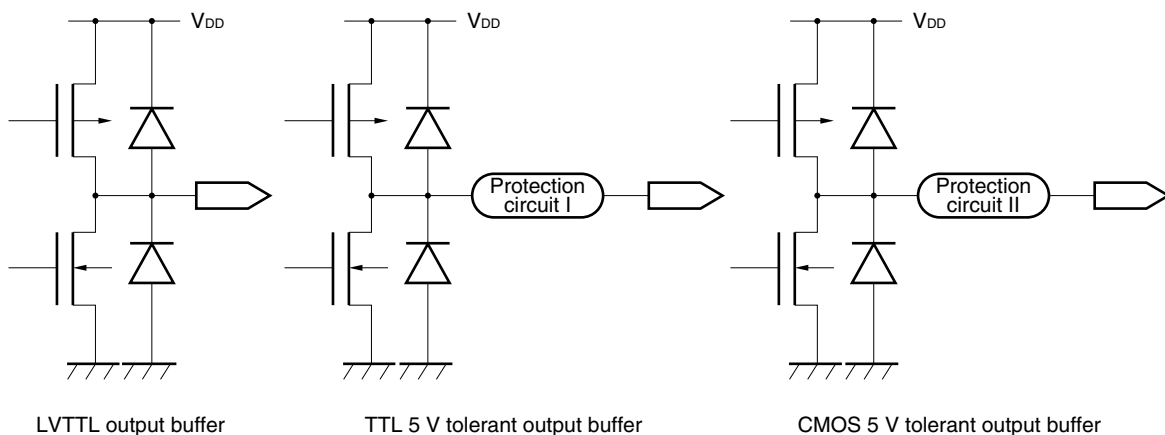 VDD
VDD
VDD
Protection
circuit I
Protection
circuit II
LVTTL output buffer
TTL 5 V tolerant output buffer
CMOS 5 V tolerant output buffer